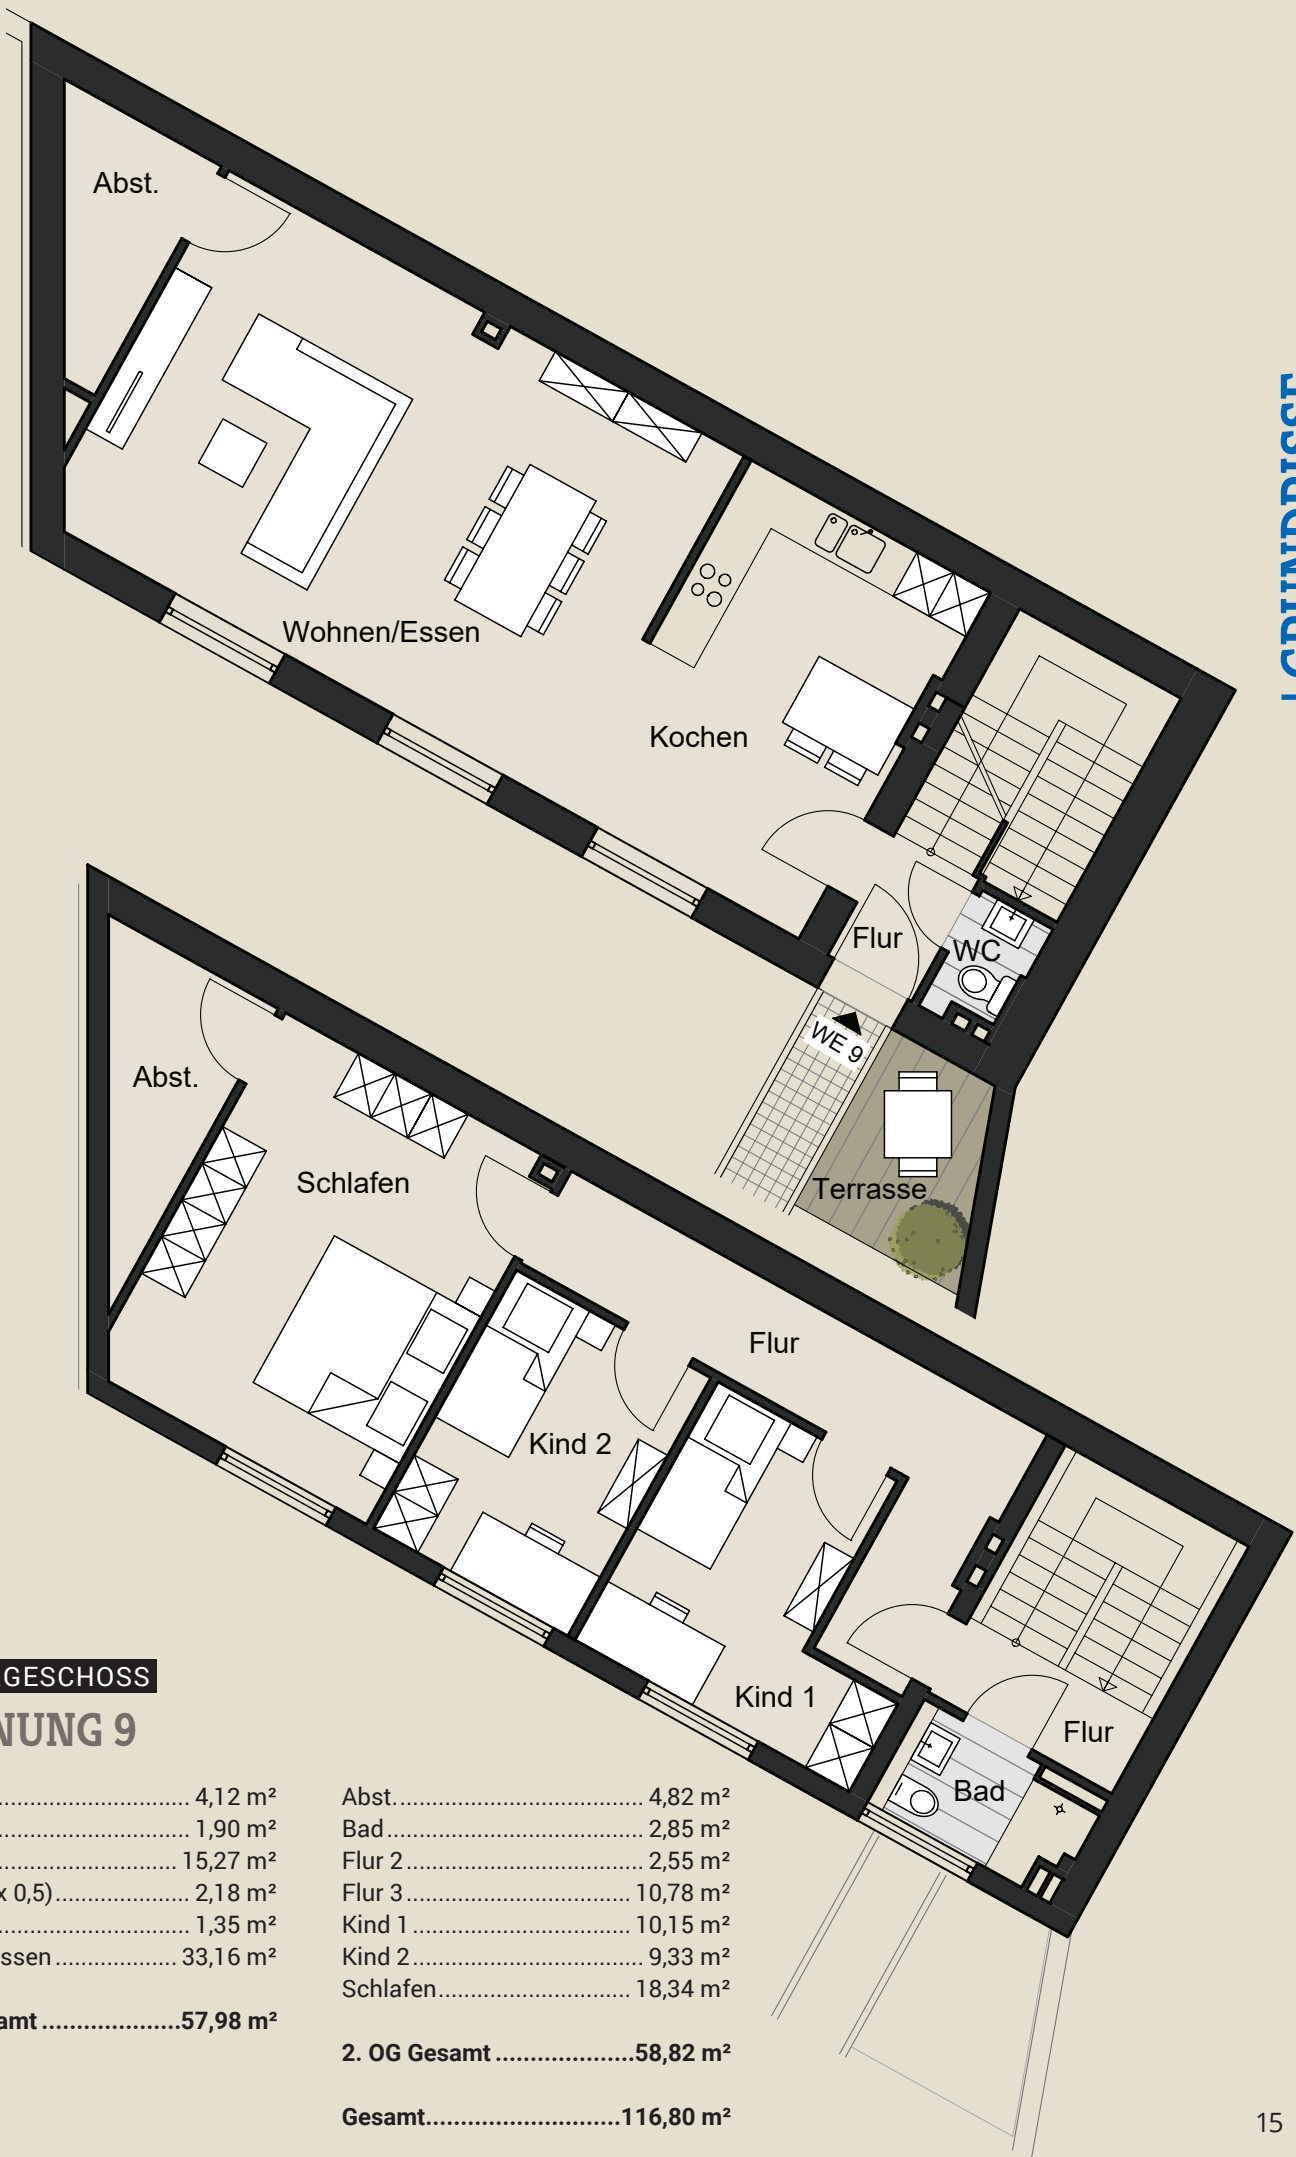 Abst.
Wohnen/Essen
Kochen
Flur
WC
WE 9
Terrasse
Abst.
Schlafen
Flur
Kind 2
Kind 1
Flur
Bad
GESCHOSS
NUNG 9
4,12 m²
1,90 m²
15,27 m²
x 0,5) 2,18 m²
1,35 m²
ssen 33,16 m²
amt 57,98 m²
Abst. 4,82 m²
Bad 2,85 m²
Flur 2 2,55 m²
Flur 3 10,78 m²
Kind 1 10,15 m²
Kind 2 9,33 m²
Schlafen 18,34 m²
2. OG Gesamt 58,82 m²
Gesamt 116,80 m²
| GRUNDRISSE
15